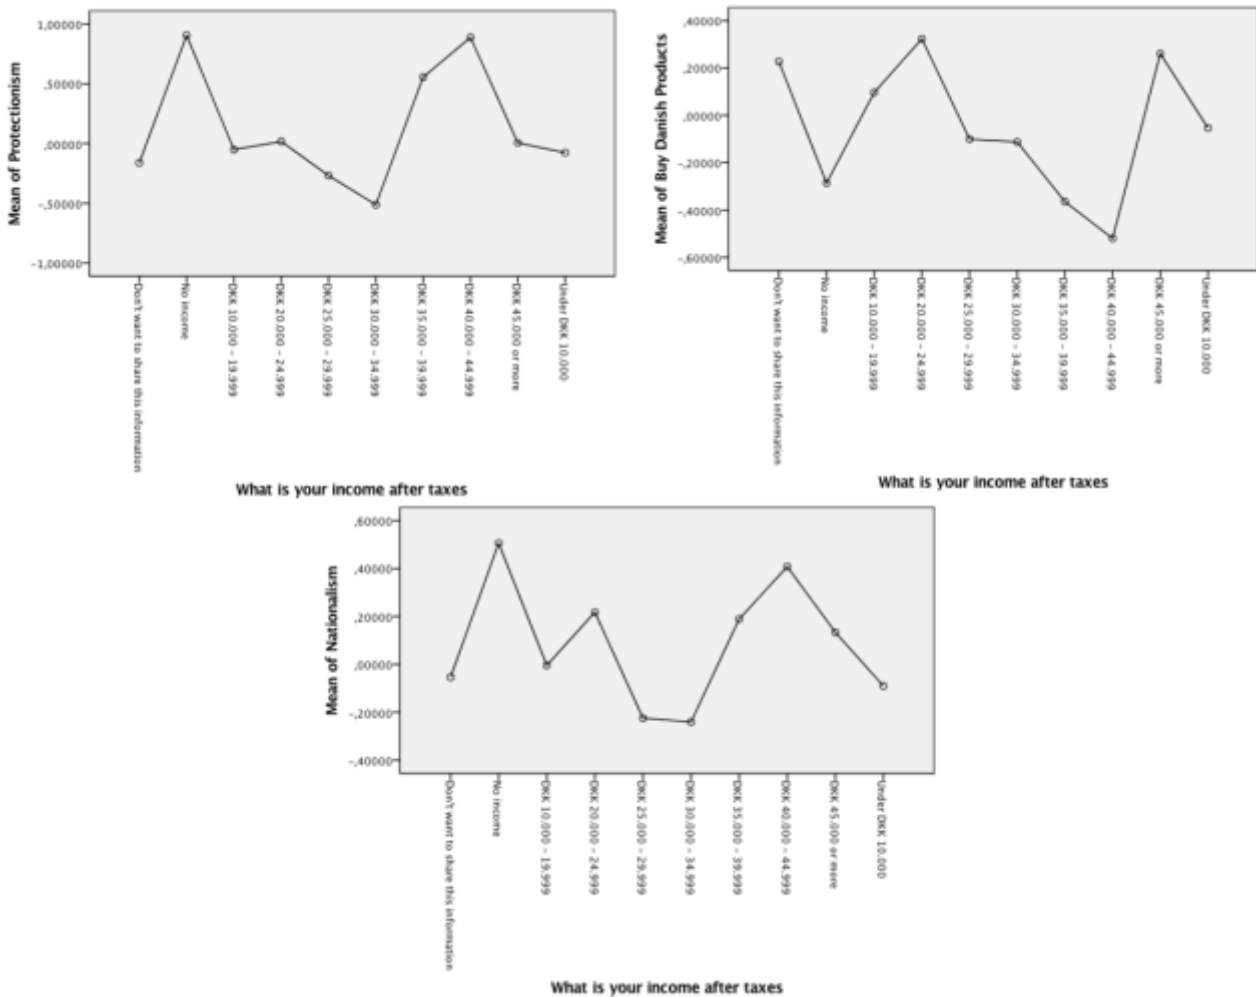 Mean of Protectionism
1,00000
,50000
,00000
-,50000
-1,00000
Don't want to share this information
No income
DKK 10.000 – 19.999
DKK 20.000 – 24.999
DKK 25.000 – 29.999
DKK 30.000 – 34.999
DKK 35.000 – 39.999
DKK 40.000 – 44.999
DKK 45.000 or more
Under DKK 10.000
What is your income after taxes
Mean of Buy Danish Products
,40000
,20000
,00000
-,20000
-,40000
-,60000
Don't want to share this information
No income
DKK 10.000 – 19.999
DKK 20.000 – 24.999
DKK 25.000 – 29.999
DKK 30.000 – 34.999
DKK 35.000 – 39.999
DKK 40.000 – 44.999
DKK 45.000 or more
Under DKK 10.000
What is your income after taxes
Mean of Nationalism
,60000
,40000
,20000
,00000
-,20000
-,40000
Don't want to share this information
No income
DKK 10.000 – 19.999
DKK 20.000 – 24.999
DKK 25.000 – 29.999
DKK 30.000 – 34.999
DKK 35.000 – 39.999
DKK 40.000 – 44.999
DKK 45.000 or more
Under DKK 10.000
What is your income after taxes